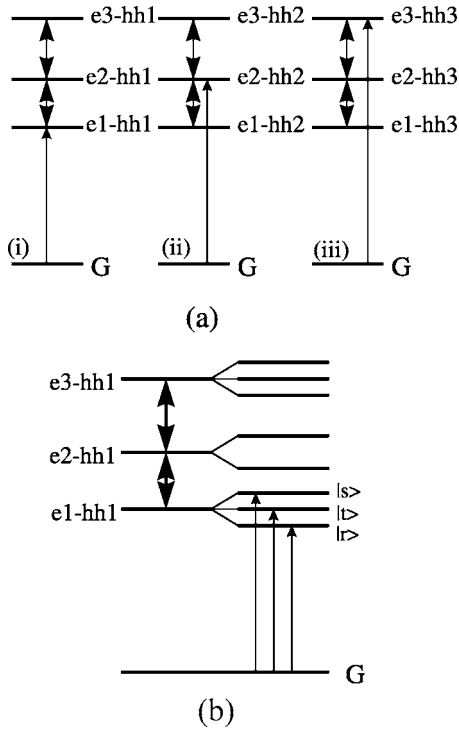 e3-hh1 e3-hh2 e3-hh3
e2-hh1 e2-hh2 e2-hh3
e1-hh1 e1-hh2 e1-hh3
(i) (ii) (iii)
G G G
(a)
e3-hh1
e2-hh1
|s>
e1-hh1 |t>
|r>
G
(b)